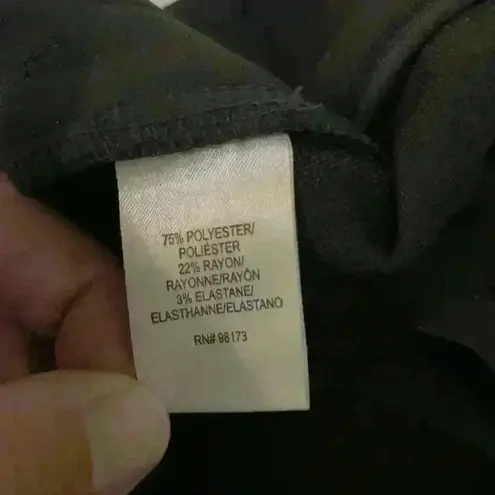 75% POLYESTER/
POLIÉSTER
22% RAYON/
RAYONNE/RAYÓN
3% ELASTANE/
ELASTHANNE/ELASTANO
RN# 98173